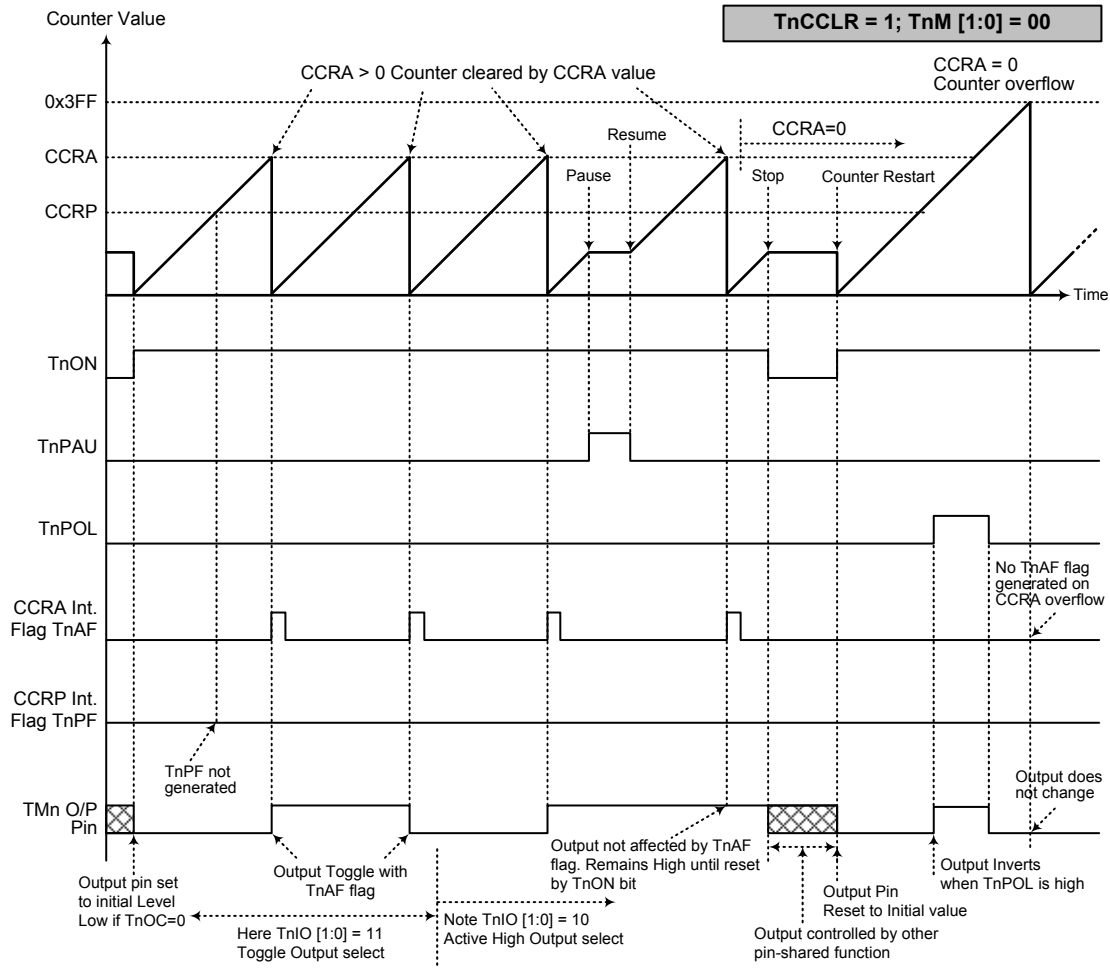 Counter Value
TnCCLR = 1; TnM [1:0] = 00
CCRA > 0 Counter cleared by CCRA value
CCRA = 0
Counter overflow
0x3FF
CCRA=0
Resume
CCRA
Pause
Stop
Counter Restart
CCRP
Time
TnON
TnPAU
TnPOL
No TnAF flag
generated on
CCRA overflow
CCRA Int.
Flag TnAF
CCRP Int.
Flag TnPF
TnPF not
generated
Output does
not change
TMn O/P
Pin
Output pin set
to initial Level
Low if TnOC=0
Output Toggle with
TnAF flag
Output not affected by TnAF
flag. Remains High until reset
by TnON bit
Output Inverts
when TnPOL is high
Output Pin
Reset to Initial value
Here TnIO [1:0] = 11
Toggle Output select
Note TnIO [1:0] = 10
Active High Output select
Output controlled by other
pin-shared function